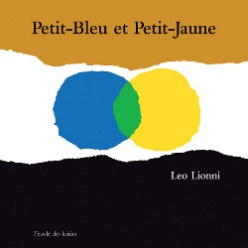 Petit-Bleu et Petit-Jaune
Leo Lionni
l'école des loisirs